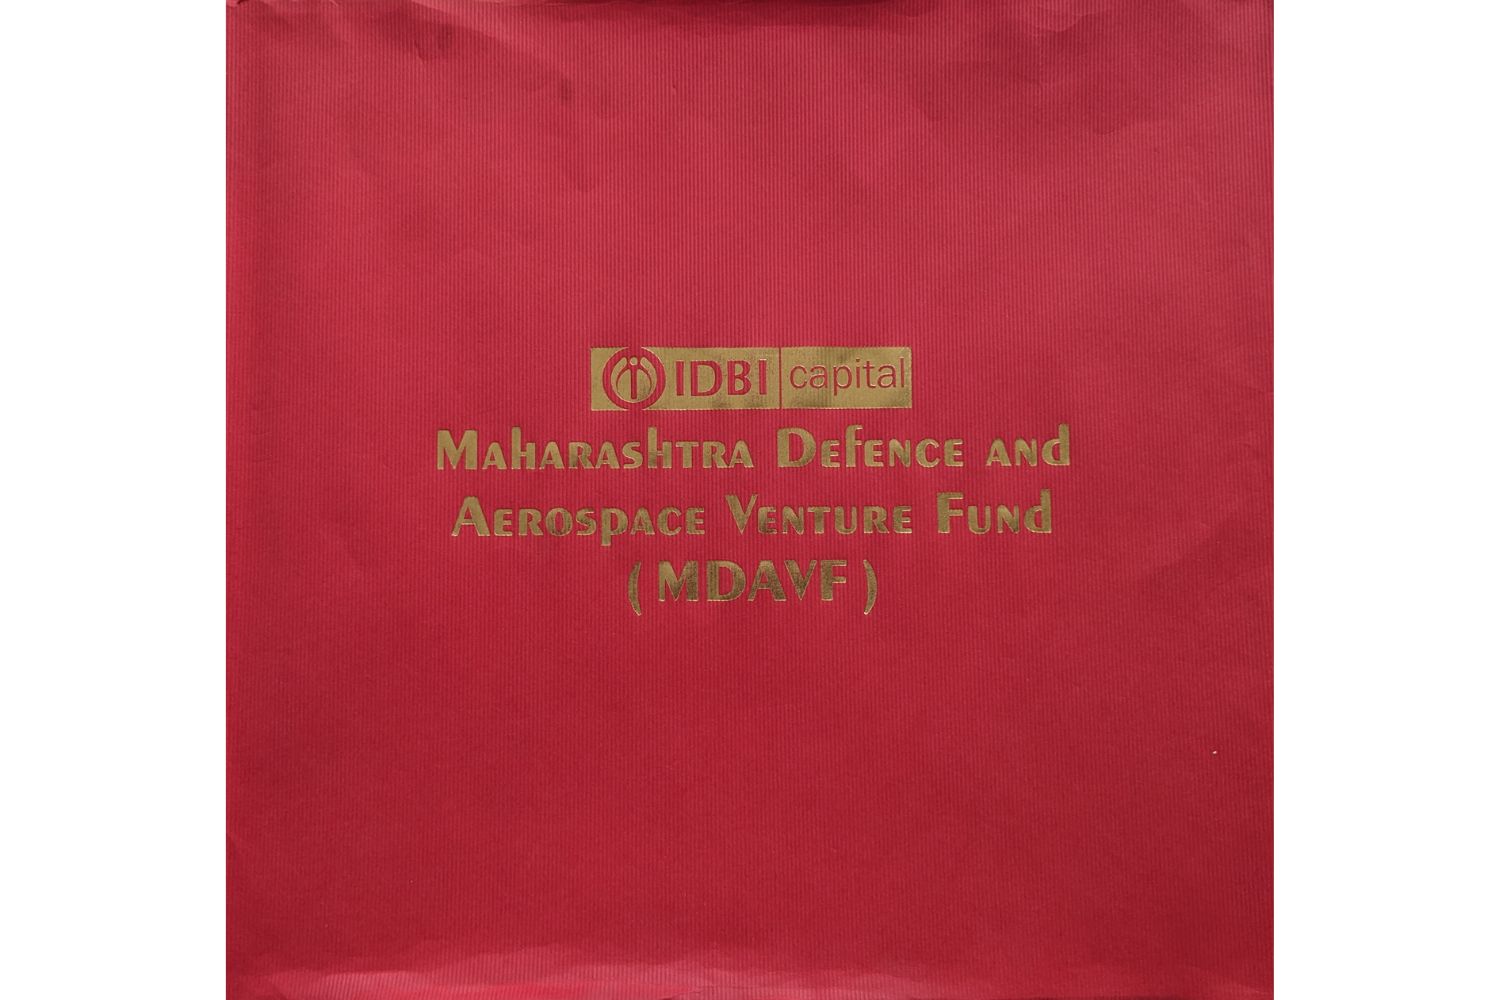 IDBI capital
Maharashtra Defence and
Aerospace Venture Fund
( MDAVF )